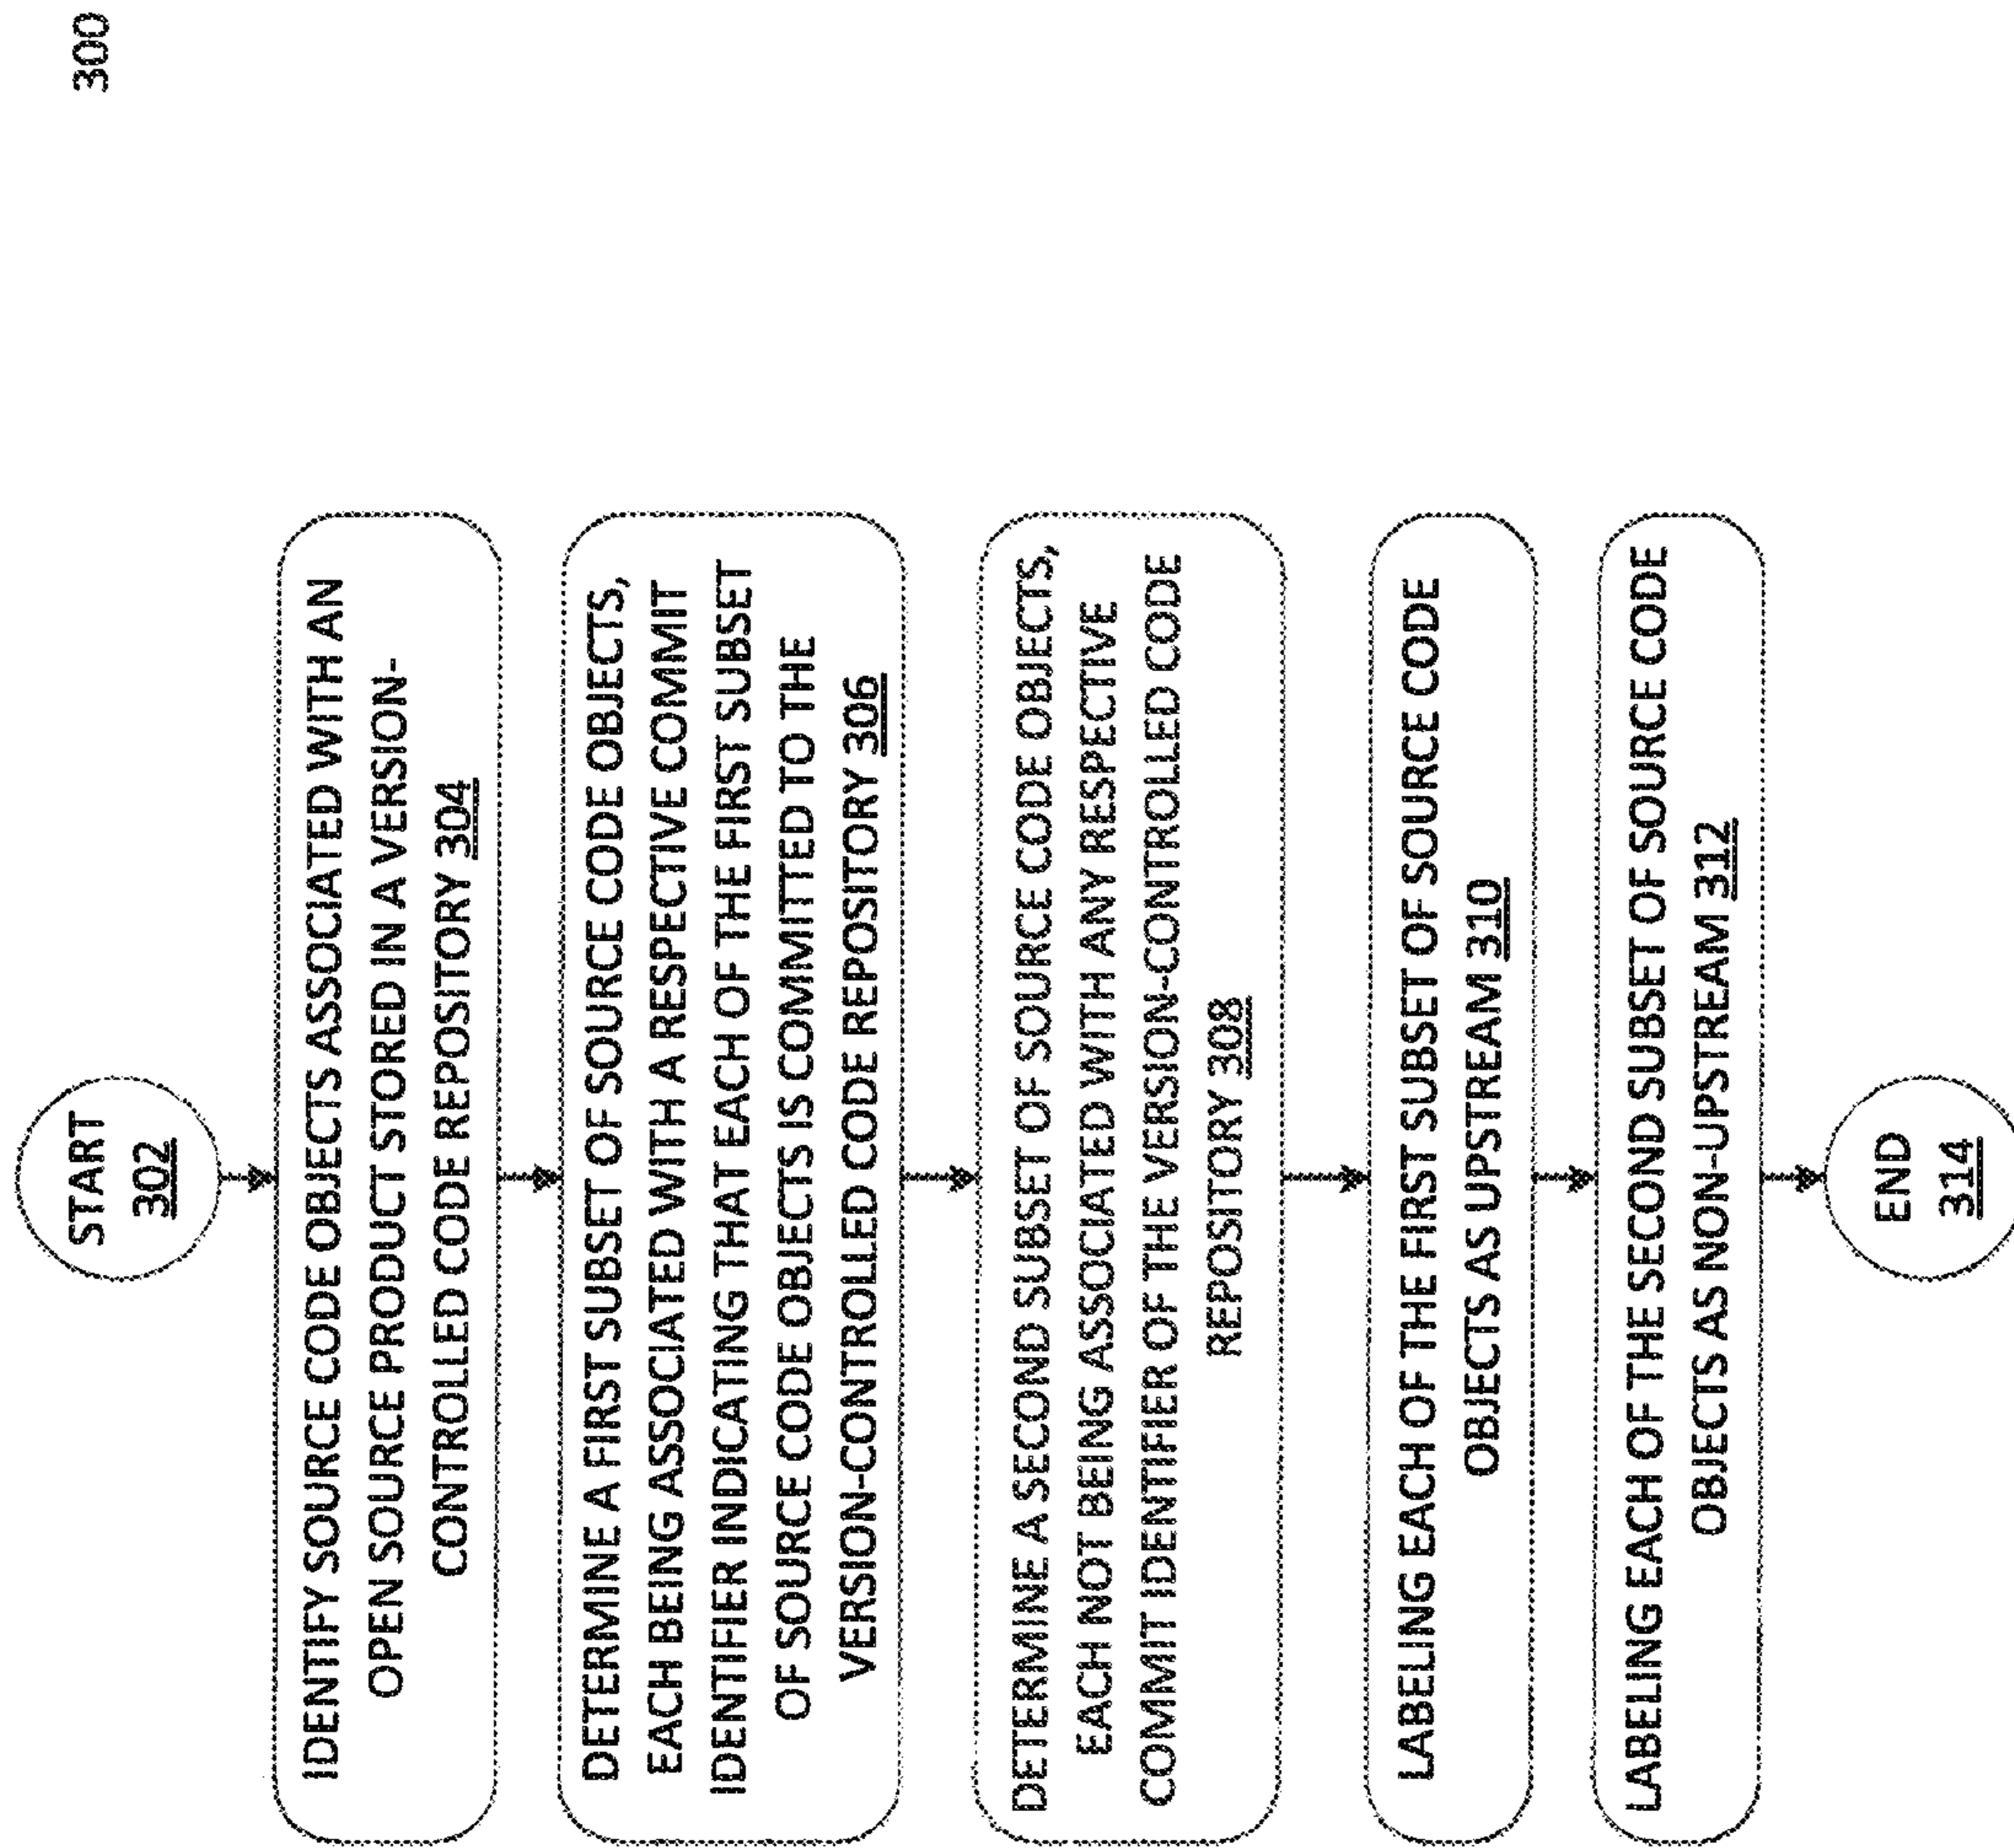 300
START
302
IDENTIFY SOURCE CODE OBJECTS ASSOCIATED WITH AN
OPEN SOURCE PRODUCT STORED IN A VERSION-
CONTROLLED CODE REPOSITORY 304
DETERMINE A FIRST SUBSET OF SOURCE CODE OBJECTS,
EACH BEING ASSOCIATED WITH A RESPECTIVE COMMIT
IDENTIFIER INDICATING THAT EACH OF THE FIRST SUBSET
OF SOURCE CODE OBJECTS IS COMMITTED TO THE
VERSION-CONTROLLED CODE REPOSITORY 306
DETERMINE A SECOND SUBSET OF SOURCE CODE OBJECTS,
EACH NOT BEING ASSOCIATED WITH ANY RESPECTIVE
COMMIT IDENTIFIER OF THE VERSION-CONTROLLED CODE
REPOSITORY 308
LABELING EACH OF THE FIRST SUBSET OF SOURCE CODE
OBJECTS AS UPSTREAM 310
LABELING EACH OF THE SECOND SUBSET OF SOURCE CODE
OBJECTS AS NON-UPSTREAM 312
END
314